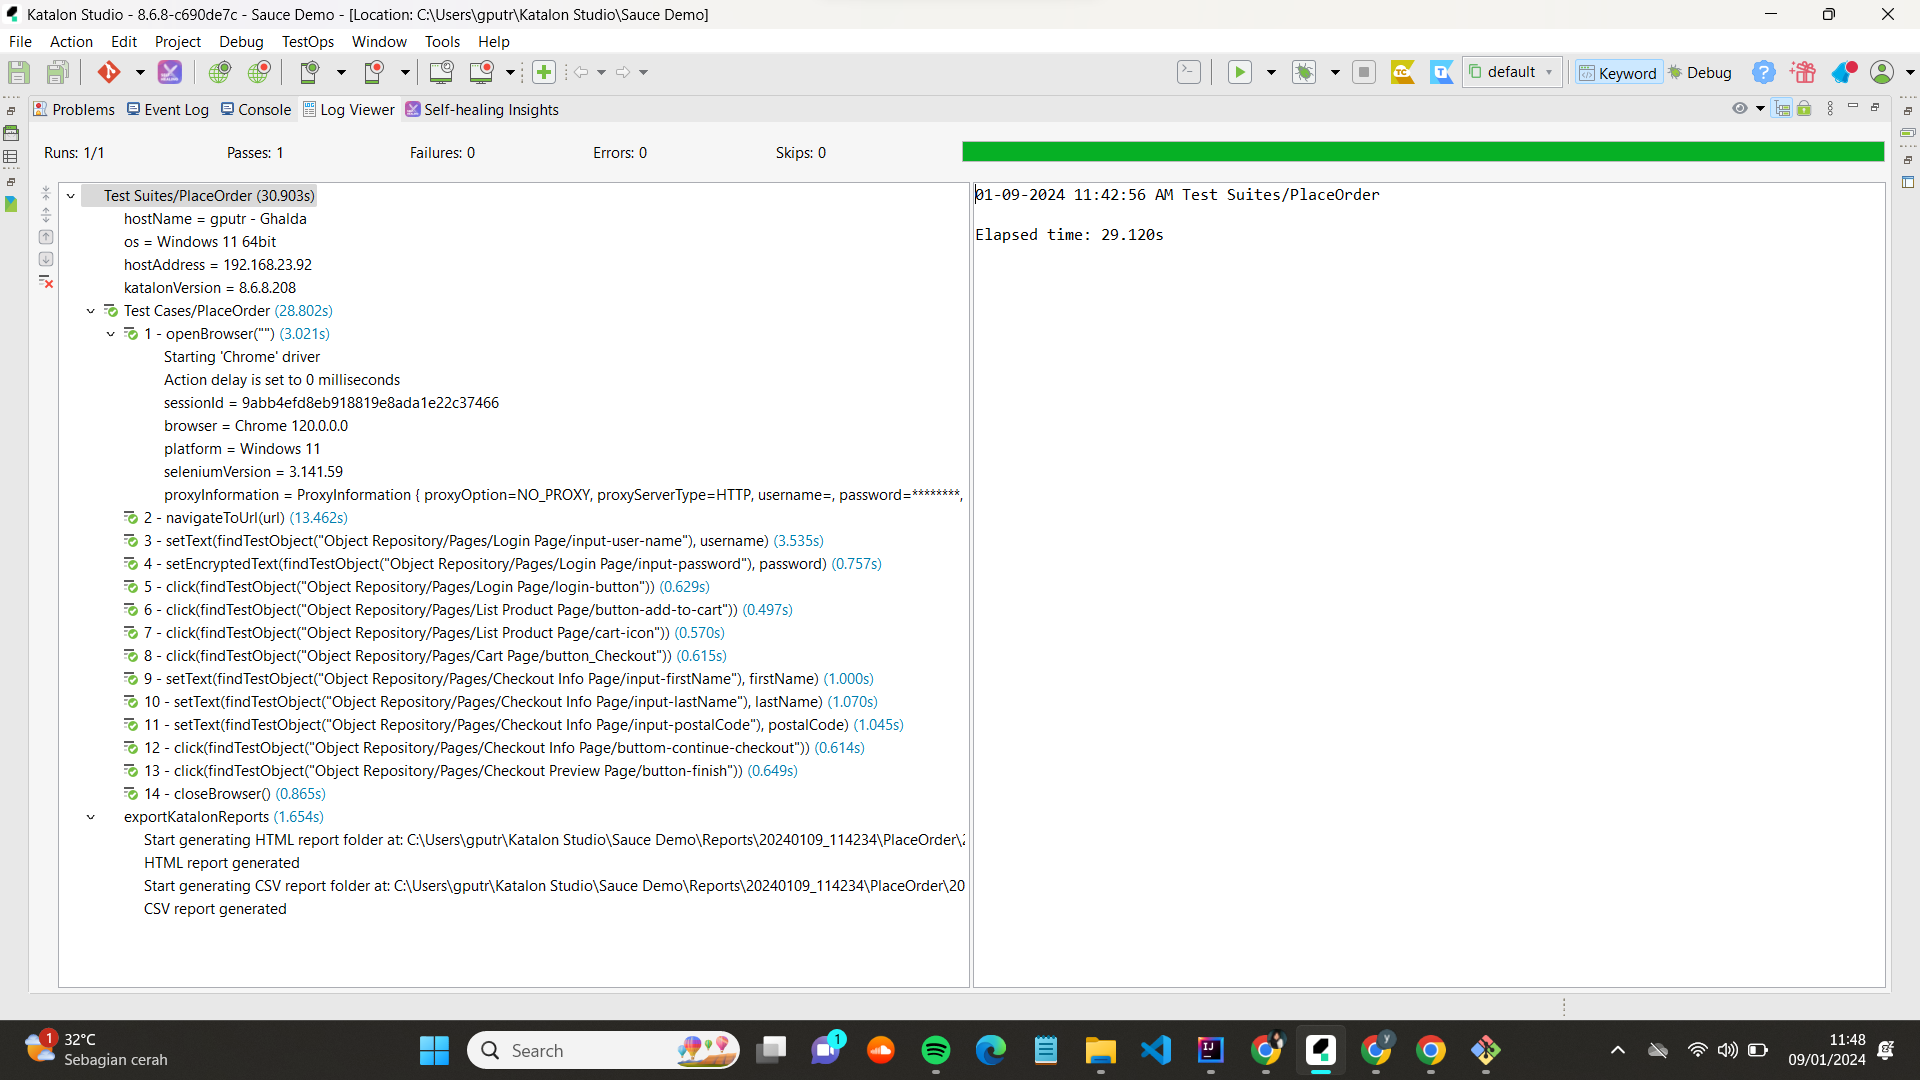 Katalon Studio - 8.6.8-c690de7c - Sauce Demo - [Location: C:\Users\gputr\Katalon Studio\Sauce Demo]
File Action Edit Project Debug TestOps Window Tools Help
default Keyword Debug
Problems Event Log Console Log Viewer Self-healing Insights
Runs: 1/1 Passes: 1 Failures: 0 Errors: 0 Skips: 0
Test Suites/PlaceOrder (30.903s)
hostName = gputr - Ghalda
os = Windows 11 64bit
hostAddress = 192.168.23.92
katalonVersion = 8.6.8.208
Test Cases/PlaceOrder (28.802s)
1 - openBrowser("") (3.021s)
Starting 'Chrome' driver
Action delay is set to 0 milliseconds
sessionId = 9abb4efd8eb918819e8ada1e22c37466
browser = Chrome 120.0.0.0
platform = Windows 11
seleniumVersion = 3.141.59
proxyInformation = ProxyInformation { proxyOption=NO_PROXY, proxyServerType=HTTP, username=, password=********,
2 - navigateToUrl(url) (13.462s)
3 - setText(findTestObject("Object Repository/Pages/Login Page/input-user-name"), username) (3.535s)
4 - setEncryptedText(findTestObject("Object Repository/Pages/Login Page/input-password"), password) (0.757s)
5 - click(findTestObject("Object Repository/Pages/Login Page/login-button")) (0.629s)
6 - click(findTestObject("Object Repository/Pages/List Product Page/button-add-to-cart")) (0.497s)
7 - click(findTestObject("Object Repository/Pages/List Product Page/cart-icon")) (0.570s)
8 - click(findTestObject("Object Repository/Pages/Cart Page/button_Checkout")) (0.615s)
9 - setText(findTestObject("Object Repository/Pages/Checkout Info Page/input-firstName"), firstName) (1.000s)
10 - setText(findTestObject("Object Repository/Pages/Checkout Info Page/input-lastName"), lastName) (1.070s)
11 - setText(findTestObject("Object Repository/Pages/Checkout Info Page/input-postalCode"), postalCode) (1.045s)
12 - click(findTestObject("Object Repository/Pages/Checkout Info Page/buttom-continue-checkout")) (0.614s)
13 - click(findTestObject("Object Repository/Pages/Checkout Preview Page/button-finish")) (0.649s)
14 - closeBrowser() (0.865s)
exportKatalonReports (1.654s)
Start generating HTML report folder at: C:\Users\gputr\Katalon Studio\Sauce Demo\Reports\20240109_114234\PlaceOrder\2
HTML report generated
Start generating CSV report folder at: C:\Users\gputr\Katalon Studio\Sauce Demo\Reports\20240109_114234\PlaceOrder\20
CSV report generated
01-09-2024 11:42:56 AM Test Suites/PlaceOrder
Elapsed time: 29.120s
1
32°C
Sebagian cerah
Search
1
11:48
09/01/2024